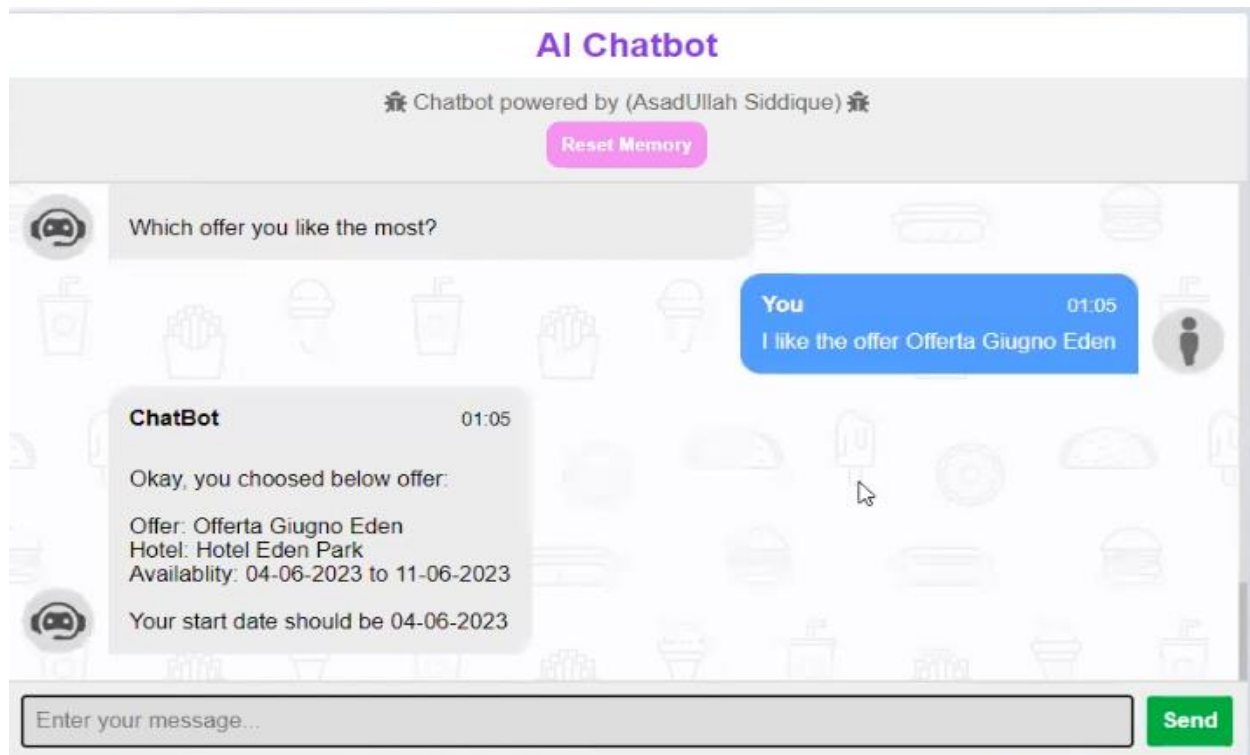 AI Chatbot
Chatbot powered by (AsadUllah Siddique)
Reset Memory
Which offer you like the most?
You 01:05
I like the offer Offerta Giugno Eden
ChatBot 01:05
Okay, you choosed below offer:
Offer: Offerta Giugno Eden
Hotel: Hotel Eden Park
Availablity: 04-06-2023 to 11-06-2023
Your start date should be 04-06-2023
Enter your message...
Send